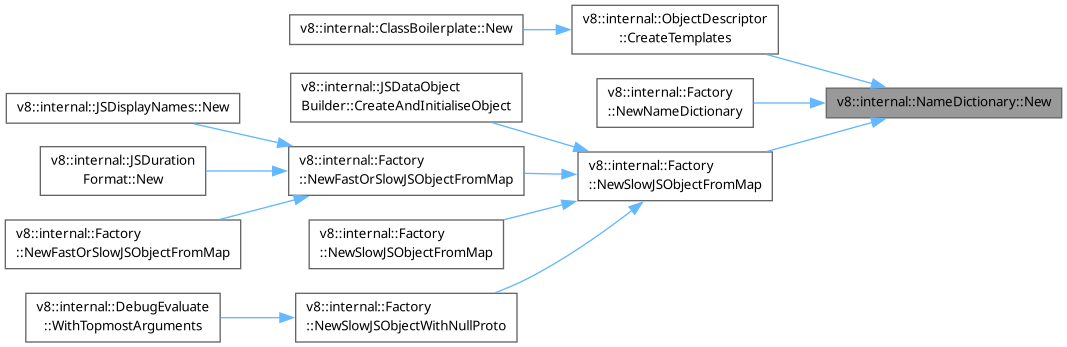 v8::internal::ObjectDescriptor
::CreateTemplates
v8::internal::ClassBoilerplate::New
v8::internal::JSDataObject
Builder::CreateAndInitialiseObject
v8::internal::Factory
::NewNameDictionary
v8::internal::NameDictionary::New
v8::internal::JSDisplayNames::New
v8::internal::JSDuration
Format::New
v8::internal::Factory
::NewFastOrSlowJSObjectFromMap
v8::internal::Factory
::NewSlowJSObjectFromMap
v8::internal::Factory
::NewFastOrSlowJSObjectFromMap
v8::internal::Factory
::NewSlowJSObjectFromMap
v8::internal::DebugEvaluate
::WithTopmostArguments
v8::internal::Factory
::NewSlowJSObjectWithNullProto